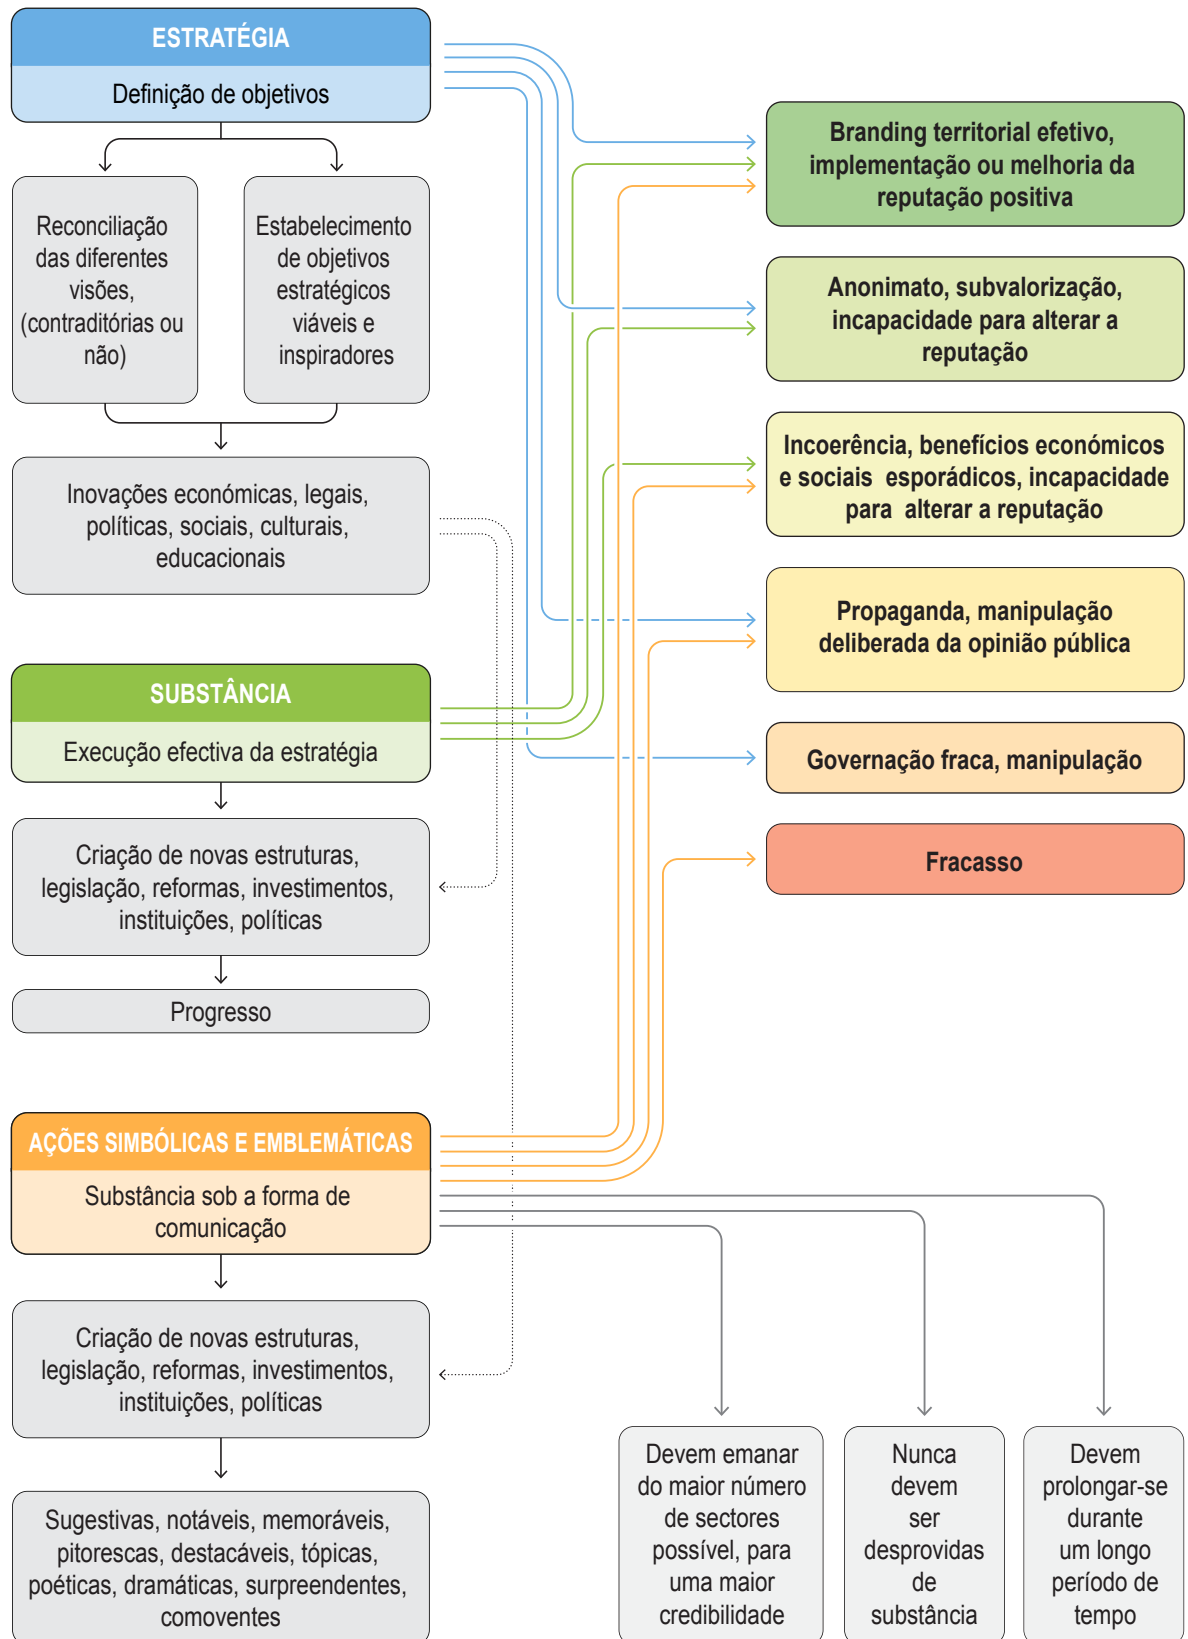 ESTRATÉGIA
Definição de objetivos
Reconciliação
das diferentes
visões,
(contraditórias ou
não)
Estabelecimento
de objetivos
estratégicos
viáveis e
inspiradores
Inovações económicas, legais,
políticas, sociais, culturais,
educacionais
SUBSTÂNCIA
Execução efectiva da estratégia
Criação de novas estruturas,
legislação, reformas, investimentos,
instituições, políticas
Progresso
AÇÕES SIMBÓLICAS E EMBLEMÁTICAS
Substância sob a forma de
comunicação
Criação de novas estruturas,
legislação, reformas, investimentos,
instituições, políticas
Sugestivas, notáveis, memoráveis,
pitorescas, destacáveis, tópicas,
poéticas, dramáticas, surpreendentes,
comoventes
Branding territorial efetivo,
implementação ou melhoria da
reputação positiva
Anonimato, subvalorização,
incapacidade para alterar a
reputação
Incoerência, benefícios económicos
e sociais esporádicos, incapacidade
para alterar a reputação
Propaganda, manipulação
deliberada da opinião pública
Governação fraca, manipulação
Fracasso
Devem emanar
do maior número
de sectores
possível, para
uma maior
credibilidade
Nunca
devem
ser
desprovidas
de
substância
Devem
prolongar-se
durante
um longo
período de
tempo